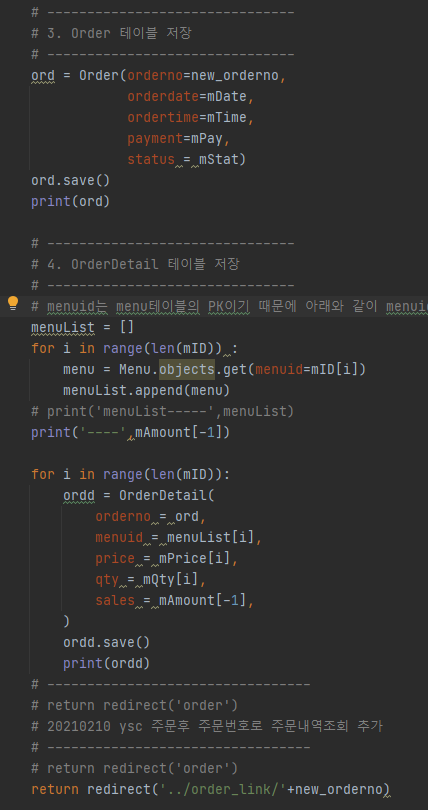 # -------------------------------
# 3. Order 테이블 저장
# -------------------------------
ord = Order(orderno=new_orderno,
orderdate=mDate,
ordertime=mTime,
payment=mPay,
status = mStat)
ord.save()
print(ord)
# -------------------------------
# 4. OrderDetail 테이블 저장
# -------------------------------
# menuid는 menu테이블의 PK이기 때문에 아래와 같이 menuid
menuList = []
for i in range(len(mID)) :
menu = Menu.objects.get(menuid=mID[i])
menuList.append(menu)
# print('menuList-----',menuList)
print('----',mAmount[-1])
for i in range(len(mID)):
ordd = OrderDetail(
orderno = ord,
menuid = menuList[i],
price = mPrice[i],
qty = mQty[i],
sales = mAmount[-1],
)
ordd.save()
print(ordd)
# ---------------------------------
# return redirect('order')
# 20210210 ysc 주문후 주문번호로 주문내역조회 추가
# ---------------------------------
# return redirect('order')
return redirect('../order_link/'+new_orderno)